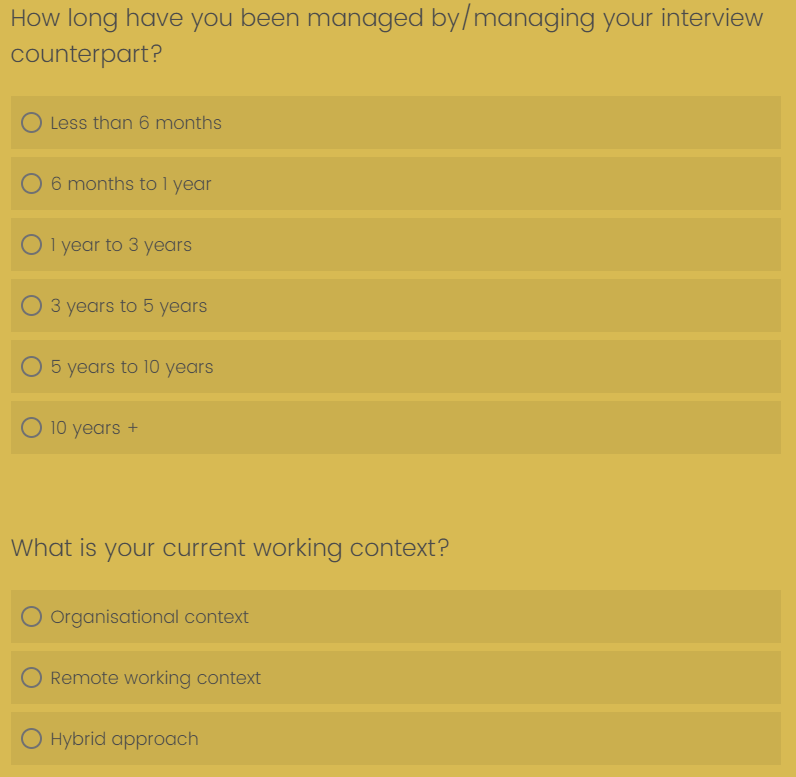 How long have you been managed by/managing your interview
counterpart?
Less than 6 months
6 months to 1 year
1 year to 3 years
3 years to 5 years
5 years to 10 years
10 years +
What is your current working context?
Organisational context
Remote working context
Hybrid approach